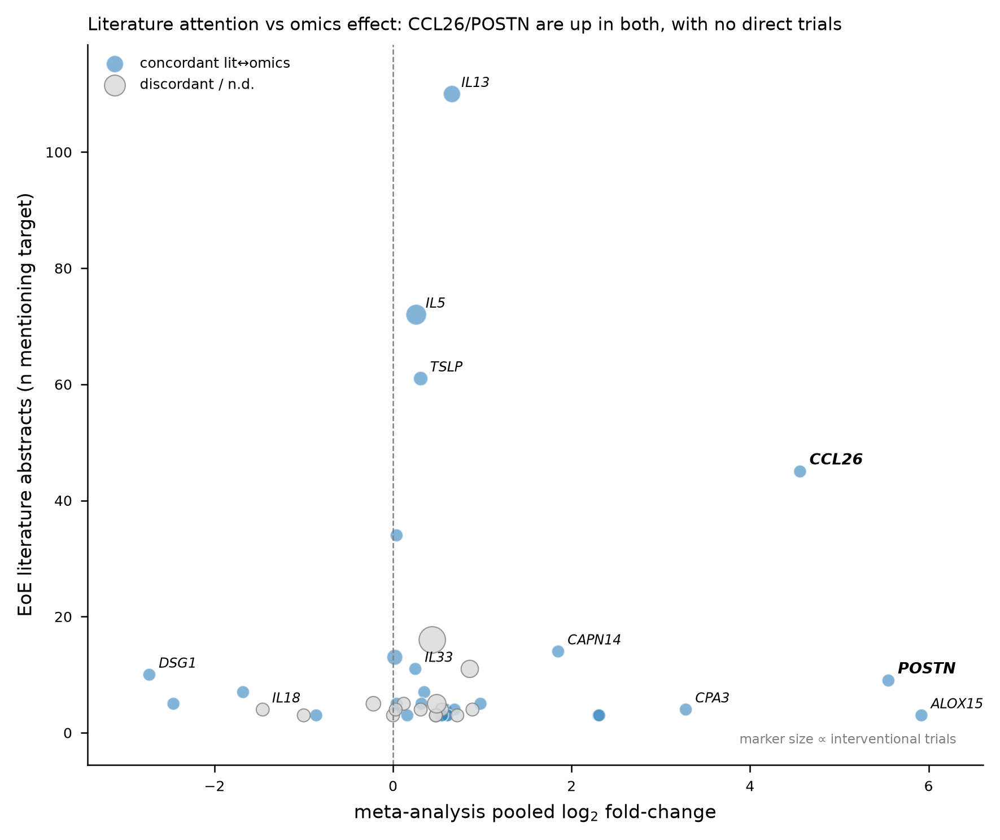 Literature attention vs omics effect: CCL26/POSTN are up in both, with no direct trials
concordant lit↔omics
discordant / n.d.
IL13
IL5
TSLP
CCL26
CAPN14
IL33
DSG1
POSTN
IL18
CPA3
ALOX15
marker size ∝ interventional trials
EoE literature abstracts (n mentioning target)
100
80
60
40
20
0
−2
0
2
4
6
meta-analysis pooled log₂ fold-change